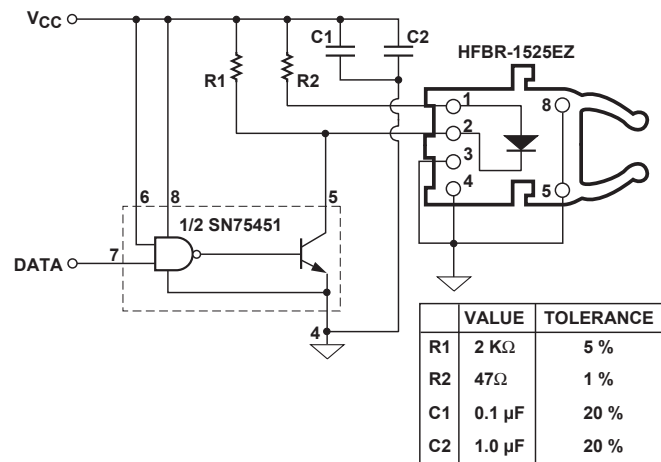 VCC
C1
C2
HFBR-1525EZ
R1
R2
1
8
2
3
4
5
6
8
5
1/2 SN75451
DATA
7
4
VALUE TOLERANCE
R1 2 KΩ 5 %
R2 47Ω 1 %
C1 0.1 µF 20 %
C2 1.0 µF 20 %